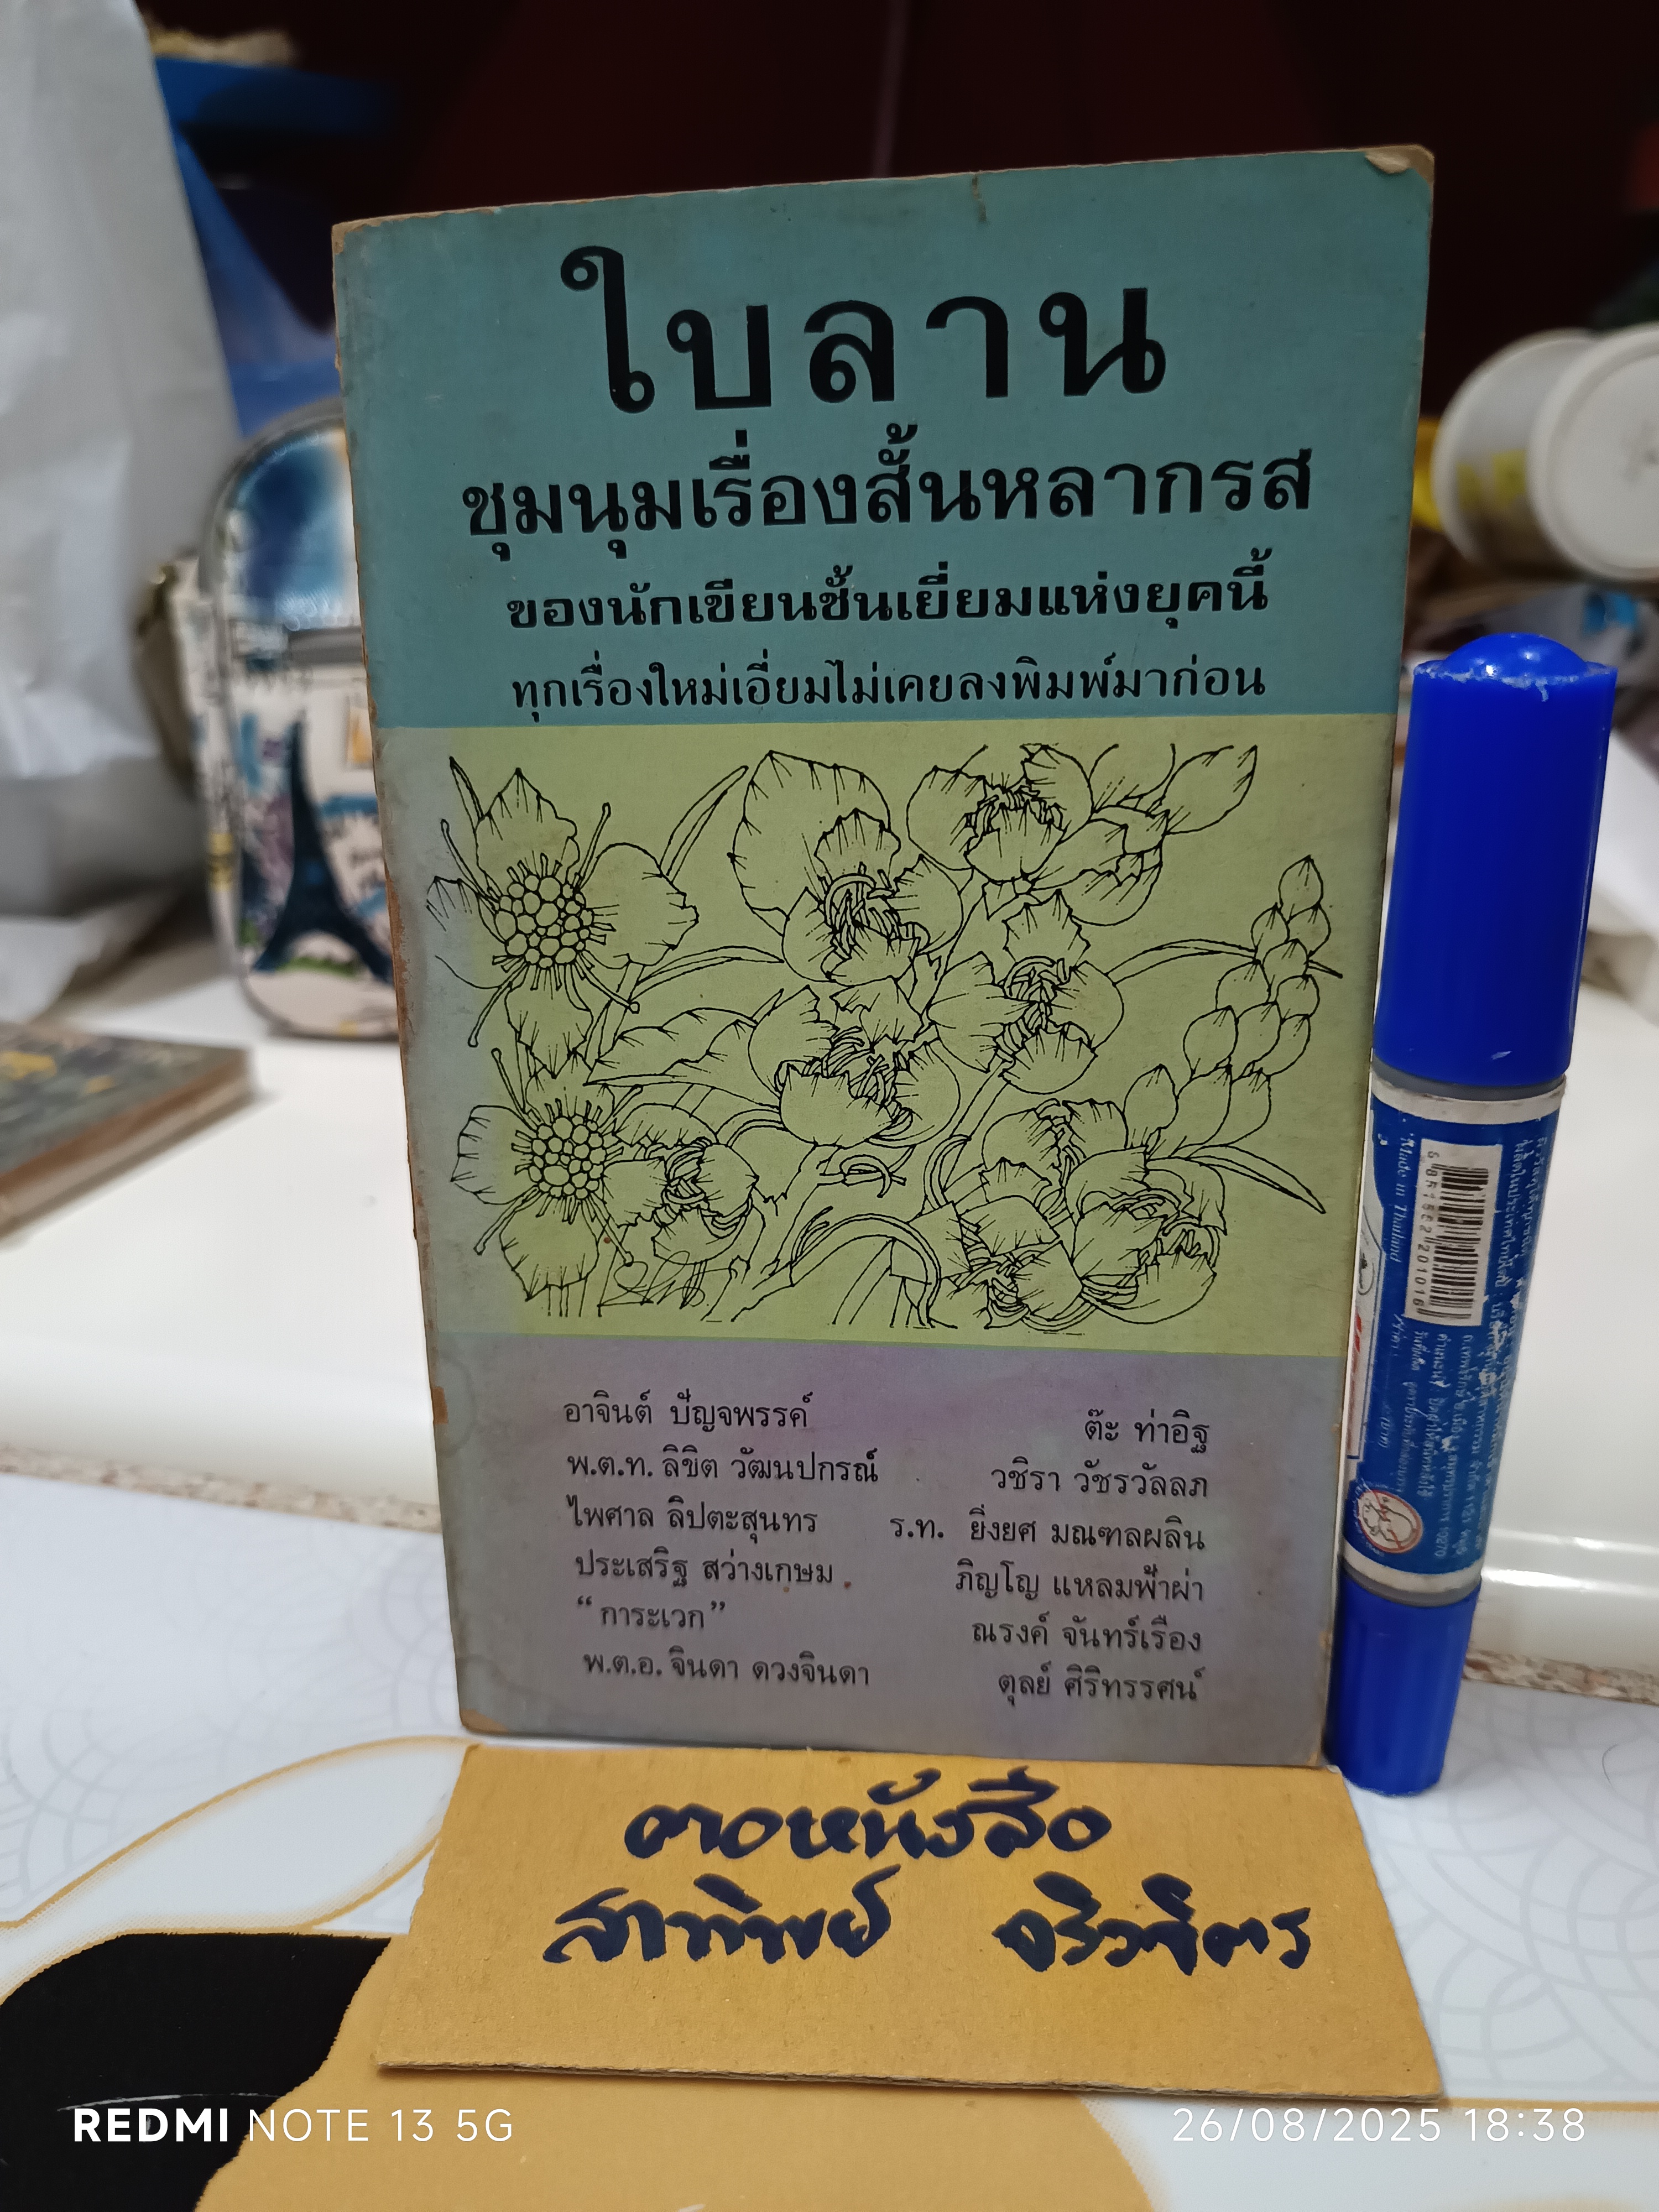 ใบลาน
ชุมนุมเรื่องสั้นหลากรส
ของนักเขียนชั้นเยี่ยมแห่งยุคนี้
ทุกเรื่องใหม่เอี่ยมไม่เคยลงพิมพ์มาก่อน
อาจินต์ ปัญจพรรค์
พ.ต.ท. ลิขิต วัฒนปกรณ์
ไพศาล ลิปตะสุนทร
ประเสริฐ สว่างเกษม
“การะเวก”
พ.ต.อ. จินดา ดวงจินดา
ต๊ะ ท่าอิฐ
วชิรา วัชรวัลลภ
ร.ท. ยิ่งยศ มณฑลผลิน
ภิญโญ แหลมฟ้าผ่า
ณรงค์ จันทร์เรือง
ตุลย์ ศิริทรรศน์
Made in Thailand
ตอหนังสือ
สาทิพย์ จริวจิตร
REDMI NOTE 13 5G
26/08/2025 18:38